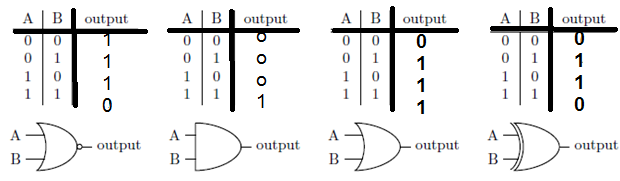 A B output
0 0 1
0 1 1
1 0 1
1 1 0
A
output
B
A B output
0 0 o
0 1 o
1 0 o
1 1 1
A
output
B
A B output
0 0 0
0 1 1
1 0 1
1 1 1
A
output
B
A B output
0 0 0
0 1 1
1 0 1
1 1 0
A
output
B